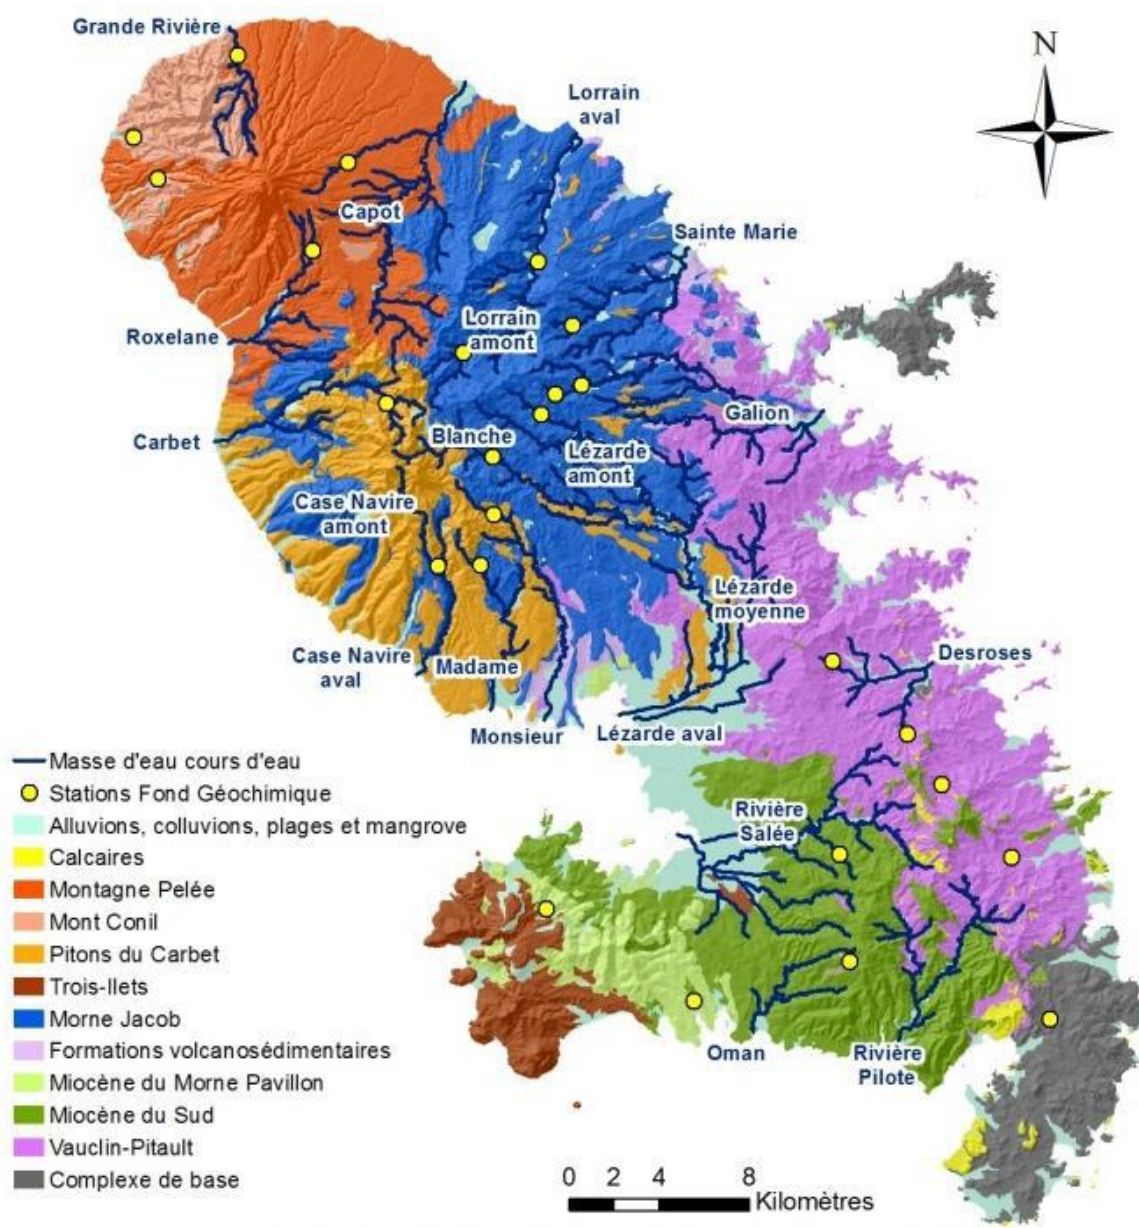 Grande Rivière
N
Lorrain
aval
Capot
Sainte Marie
Roxelane
Lorrain
amont
Galion
Carbet
Blanche
Lézarde
amont
Case Navire
amont
Lézarde
moyenne
Case Navire
aval
Madame
Desroses
Monsieur
Lézarde aval
Masse d'eau cours d'eau
Stations Fond Géochimique
Alluvions, colluvions, plages et mangrove
Calcaires
Montagne Pelée
Mont Conil
Pitons du Carbet
Trois-Ilets
Morne Jacob
Formations volcanosédimentaires
Miocène du Morne Pavillon
Miocène du Sud
Vauclin-Pitault
Complexe de base
Rivière
Salée
Oman
Rivière
Pilote
0 2 4 8
Kilomètres